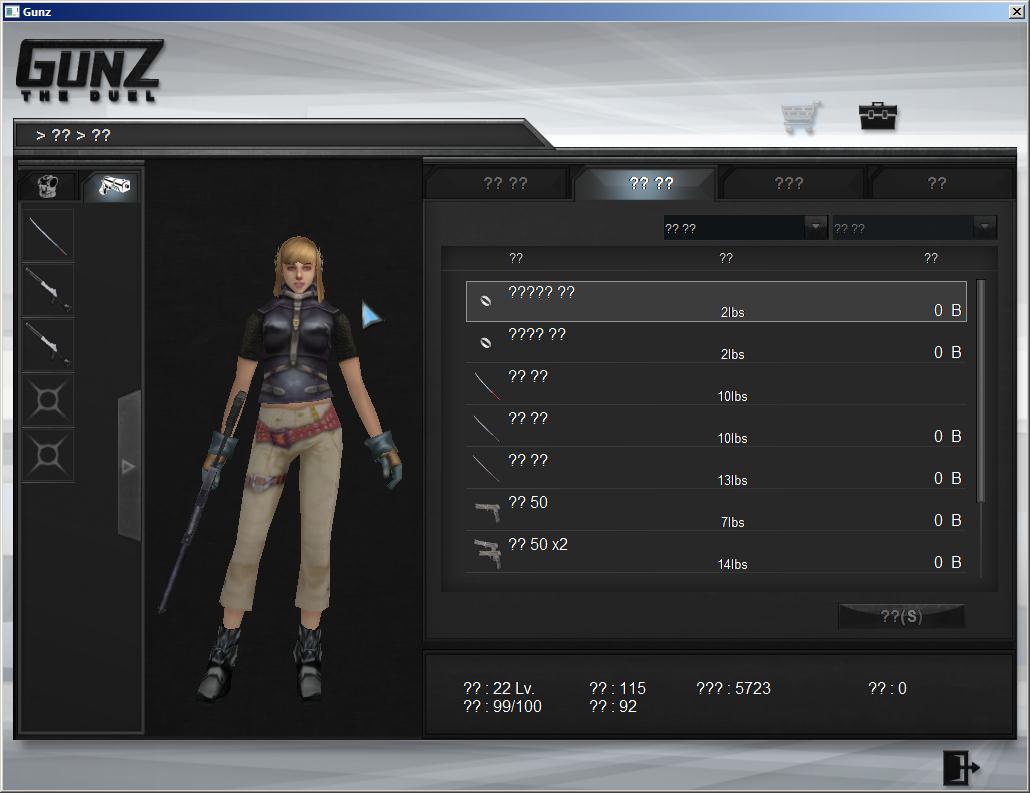 Gunz
GUNZ
THE DUEL
> ?? > ??
?? ??
?? ??
???
??
?? ??
?? ??
??
??
??
????? ??
2lbs
0 B
???? ??
2lbs
0 B
?? ??
10lbs
?? ??
10lbs
0 B
?? ??
13lbs
0 B
?? 50
7lbs
0 B
?? 50 x2
14lbs
0 B
??(S)
?? : 22 Lv.
?? : 115
??? : 5723
?? : 0
?? : 99/100
?? : 92